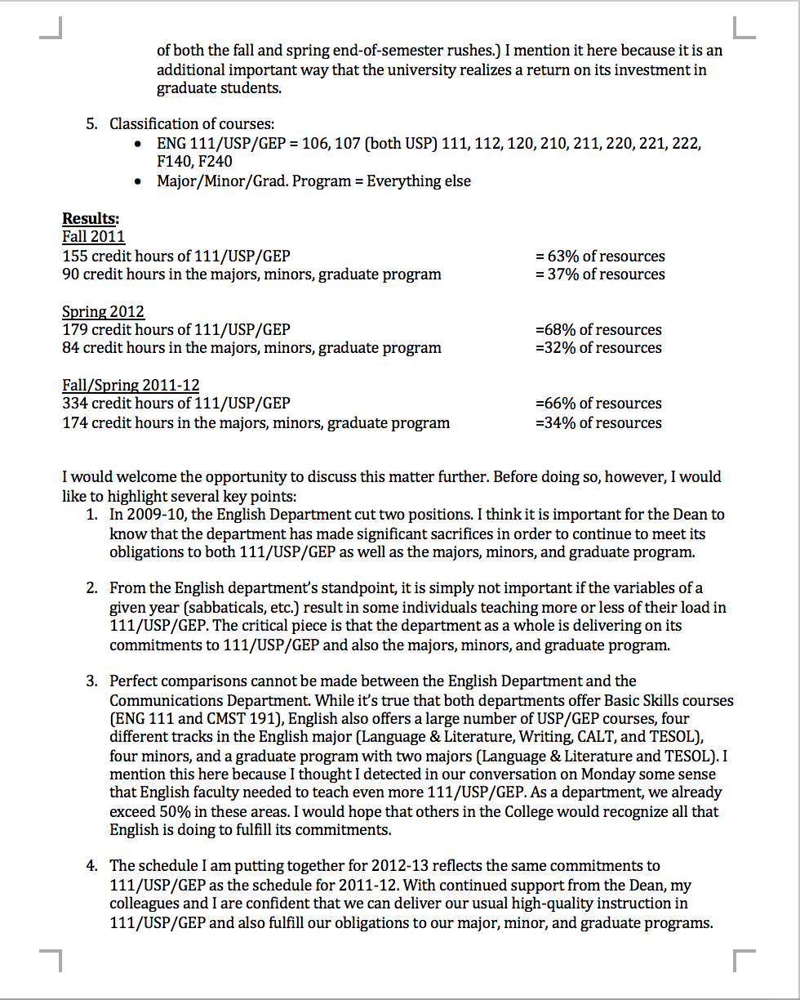 of both the fall and spring end-of-semester rushes.) I mention it here because it is an
additional important way that the university realizes a return on its investment in
graduate students.
5. Classification of courses:
• ENG 111/USP/GEP = 106, 107 (both USP) 111, 112, 120, 210, 211, 220, 221, 222,
F140, F240
• Major/Minor/Grad. Program = Everything else
Results:
Fall 2011
155 credit hours of 111/USP/GEP = 63% of resources
90 credit hours in the majors, minors, graduate program = 37% of resources
Spring 2012
179 credit hours of 111/USP/GEP =68% of resources
84 credit hours in the majors, minors, graduate program =32% of resources
Fall/Spring 2011-12
334 credit hours of 111/USP/GEP =66% of resources
174 credit hours in the majors, minors, graduate program =34% of resources
I would welcome the opportunity to discuss this matter further. Before doing so, however, I would
like to highlight several key points:
1. In 2009-10, the English Department cut two positions. I think it is important for the Dean to
know that the department has made significant sacrifices in order to continue to meet its
obligations to both 111/USP/GEP as well as the majors, minors, and graduate program.
2. From the English department's standpoint, it is simply not important if the variables of a
given year (sabbaticals, etc.) result in some individuals teaching more or less of their load in
111/USP/GEP. The critical piece is that the department as a whole is delivering on its
commitments to 111/USP/GEP and also the majors, minors, and graduate program.
3. Perfect comparisons cannot be made between the English Department and the
Communications Department. While it's true that both departments offer Basic Skills courses
(ENG 111 and CMST 191), English also offers a large number of USP/GEP courses, four
different tracks in the English major (Language & Literature, Writing, CALT, and TESOL),
four minors, and a graduate program with two majors (Language & Literature and TESOL). I
mention this here because I thought I detected in our conversation on Monday some sense
that English faculty needed to teach even more 111/USP/GEP. As a department, we already
exceed 50% in these areas. I would hope that others in the College would recognize all that
English is doing to fulfill its commitments.
4. The schedule I am putting together for 2012-13 reflects the same commitments to
111/USP/GEP as the schedule for 2011-12. With continued support from the Dean, my
colleagues and I are confident that we can deliver our usual high-quality instruction in
111/USP/GEP and also fulfill our obligations to our major, minor, and graduate programs.